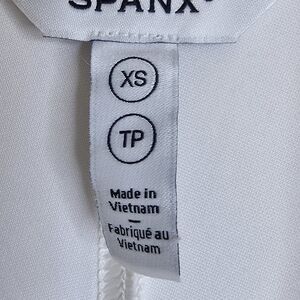 SPANX®
XS
TP
Made in
Vietnam
Fabriqué au
Vietnam